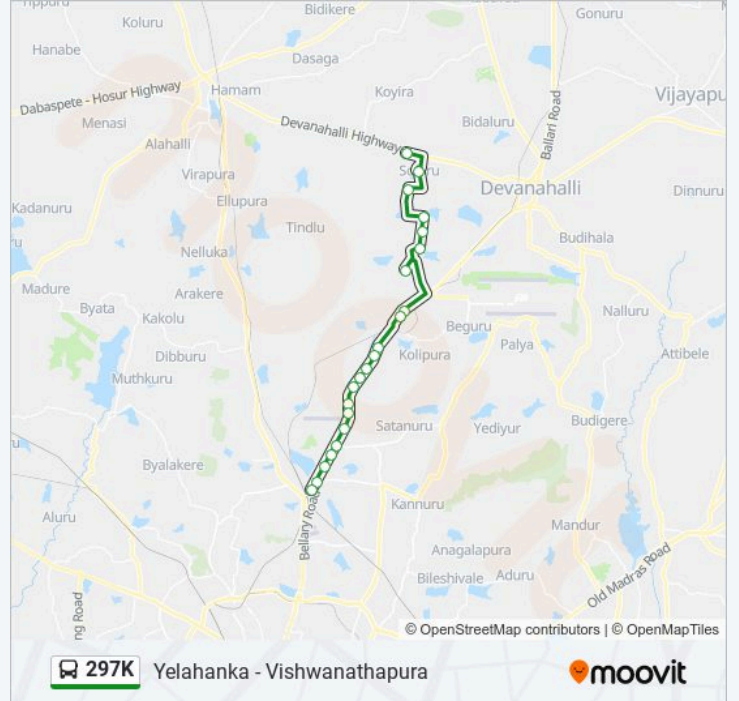 Bidikere
Gonuru
Koluru
Hanabe
Dasaga
Hamam
Koyira
Vijayapu
Dabaspete - Hosur Highway
Menasi
Devanahalli Highway
Bidaluru
Ballari Road
Alahalli
Virapura
Devanahalli
Dinnuru
Ellupura
Kadanuru
Tindlu
Budihala
Nelluka
Madure
Arakere
Byata
Kakolu
Nalluru
Beguru
Palya
Attibele
Dibburu
Kolipura
Muthkuru
Satanuru
Yediyur
Budigere
Byalakere
Kannuru
Aluru
Bellary Road
Mandur
Anagalapura
Bileshivale
Aduru
Old Madras Road
ng Road
© OpenStreetMap contributors | © OpenMapTiles
297K Yelahanka - Vishwanathapura
moovit